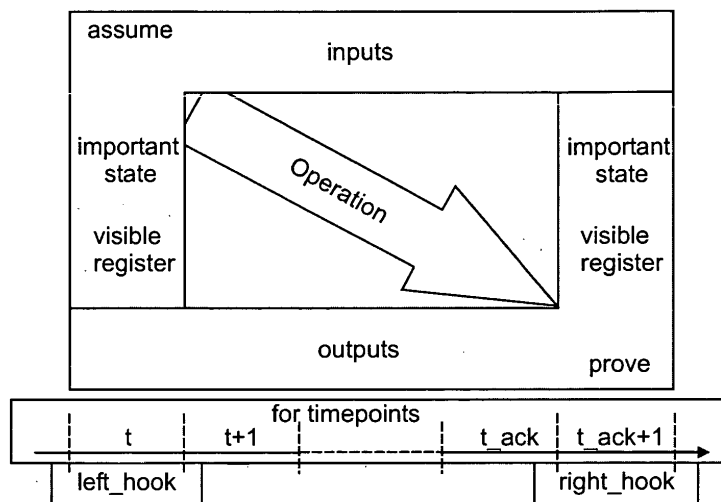 assume
inputs
important
state
visible
register
Operation
important
state
visible
register
outputs
prove
for timepoints
t t+1 t_ack t_ack+1
left_hook right_hook